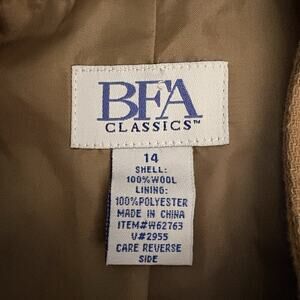 BFA
CLASSICS™
14
SHELL:
100%WOOL
LINING:
100%POLYESTER
MADE IN CHINA
ITEM#W62763
V#2955
CARE REVERSE
SIDE